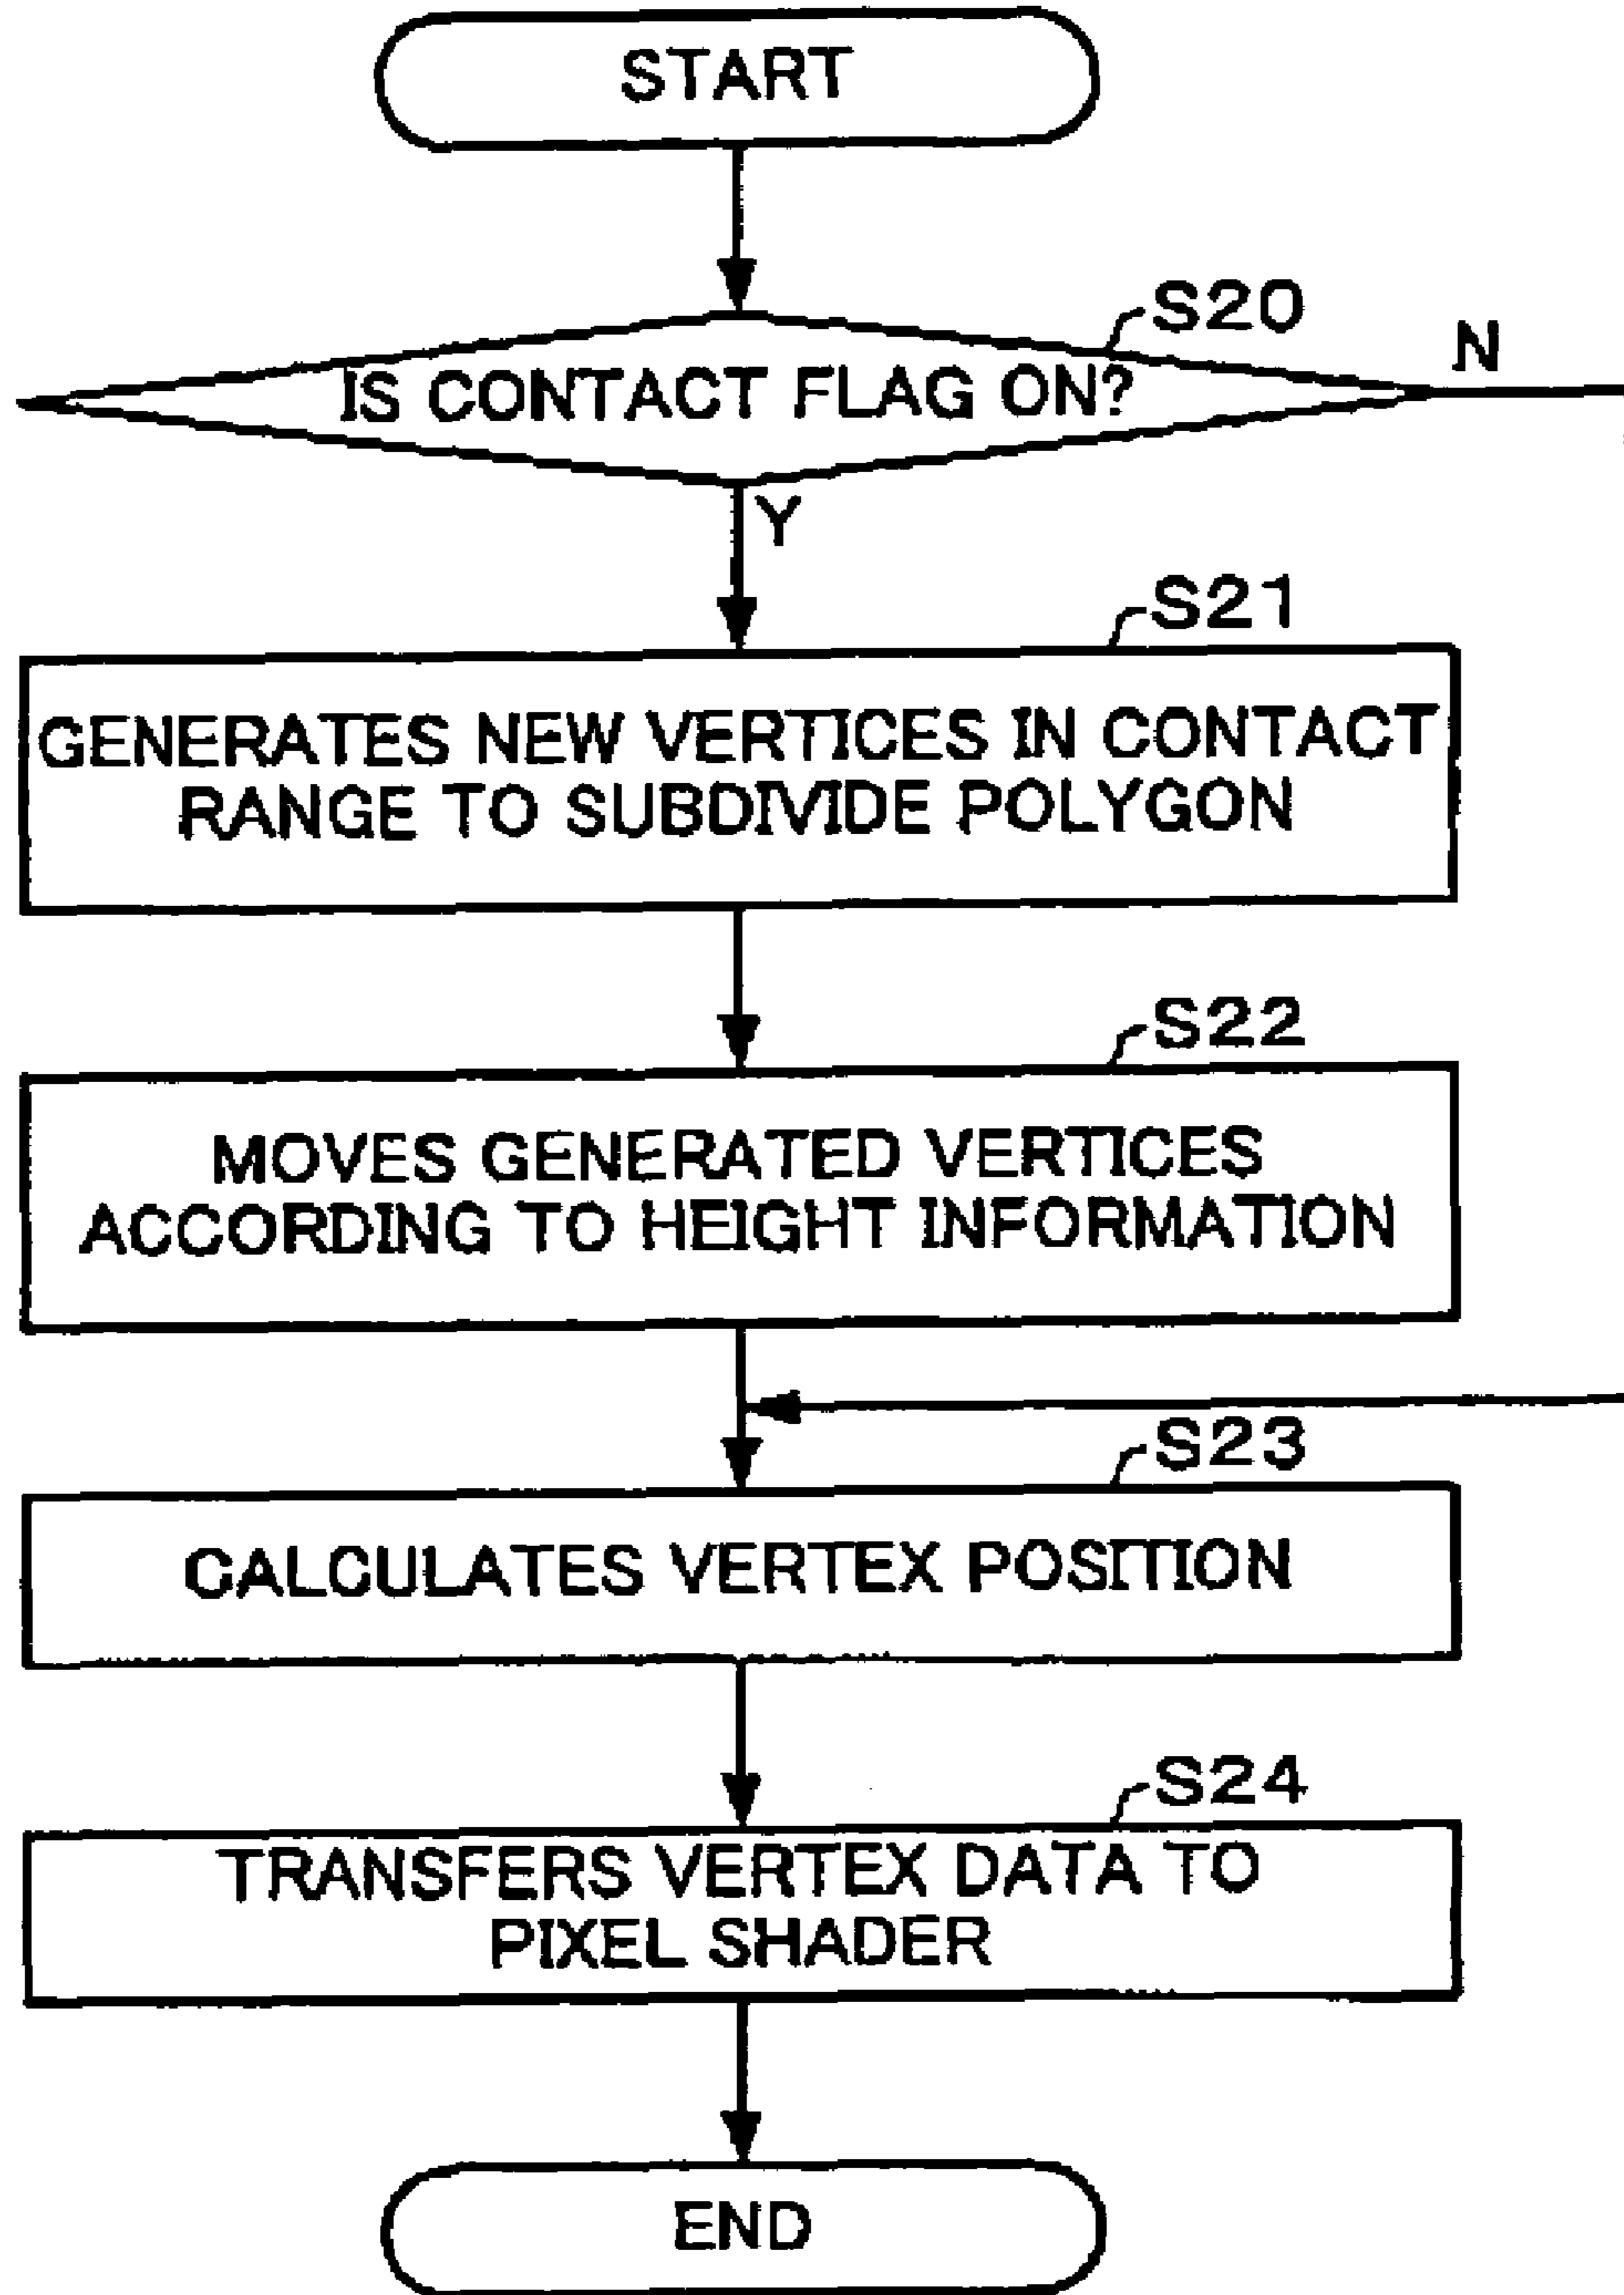 START
S20
N
IS CONTACT FLAG ON?
Y
S21
GENERATES NEW VERTICES IN CONTACT
RANGE TO SUBDIVIDE POLYGON
S22
MOVES GENERATED VERTICES
ACCORDING TO HEIGHT INFORMATION
S23
CALCULATES VERTEX POSITION
S24
TRANSFERS VERTEX DATA TO
PIXEL SHADER
END